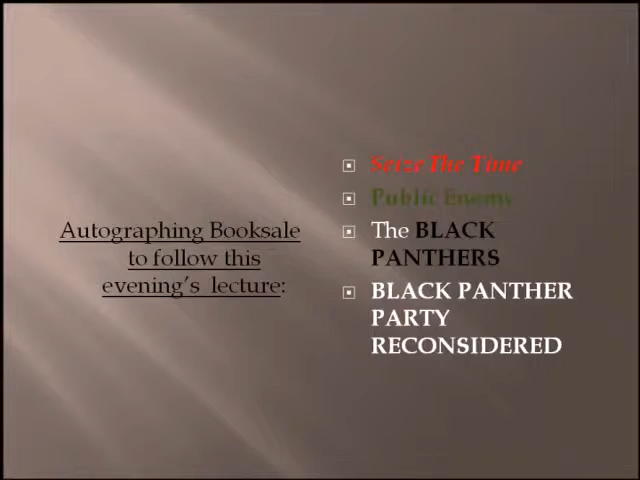 Autographing Booksale
to follow this
evening's lecture:
Seize The Time
Public Enemy
The BLACK
PANTHERS
BLACK PANTHER
PARTY
RECONSIDERED